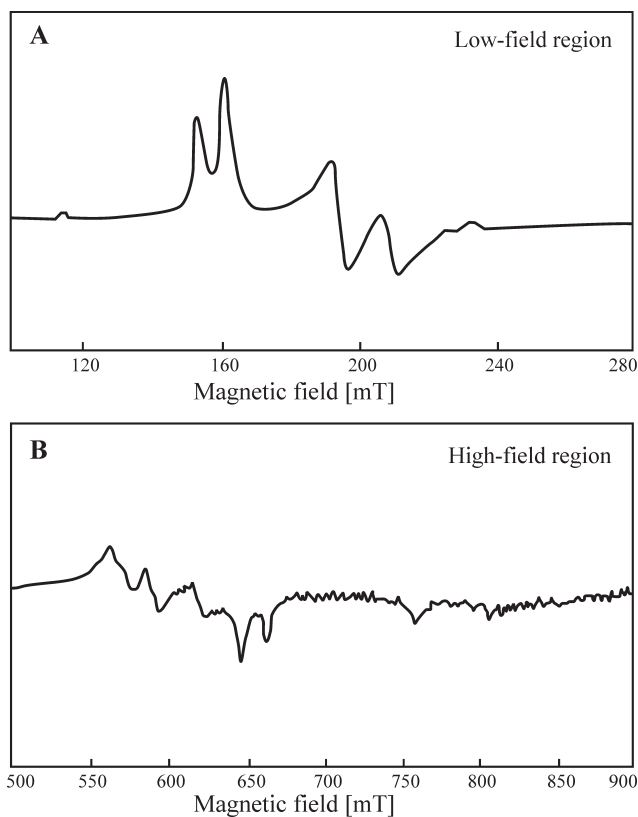 A
Low-field region
120 160 200 240 280
Magnetic field [mT]
B
High-field region
500 550 600 650 700 750 800 850 900
Magnetic field [mT]